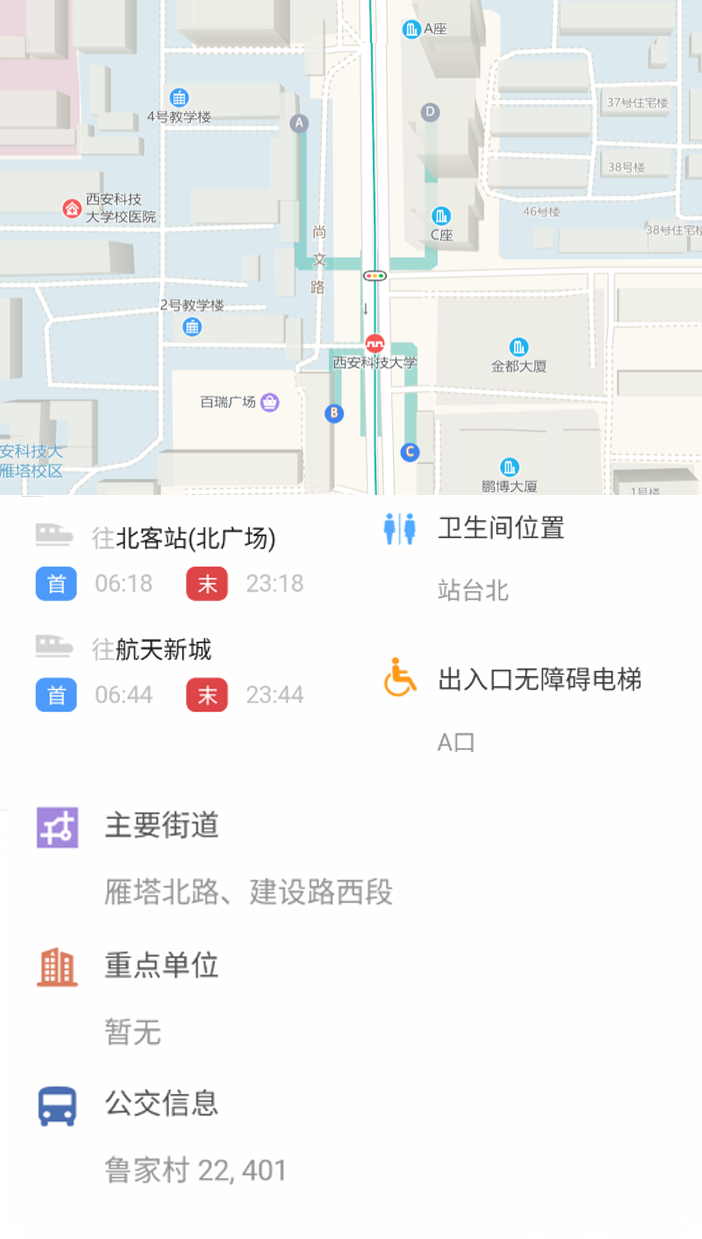 A座
4号教学楼
A
D
37号住宅楼
38号楼
西安科技
大学校医院
46号楼
C座
38号住宅楼
尚文路
2号教学楼
↓
西安科技大学
金都大厦
百瑞广场
B
C
安科技大
雁塔校区
鹏博大厦
1号楼
往北客站(北广场)
首 06:18 末 23:18
往航天新城
首 06:44 末 23:44
卫生间位置
站台北
出入口无障碍电梯
A口
主要街道
雁塔北路、建设路西段
重点单位
暂无
公交信息
鲁家村 22, 401